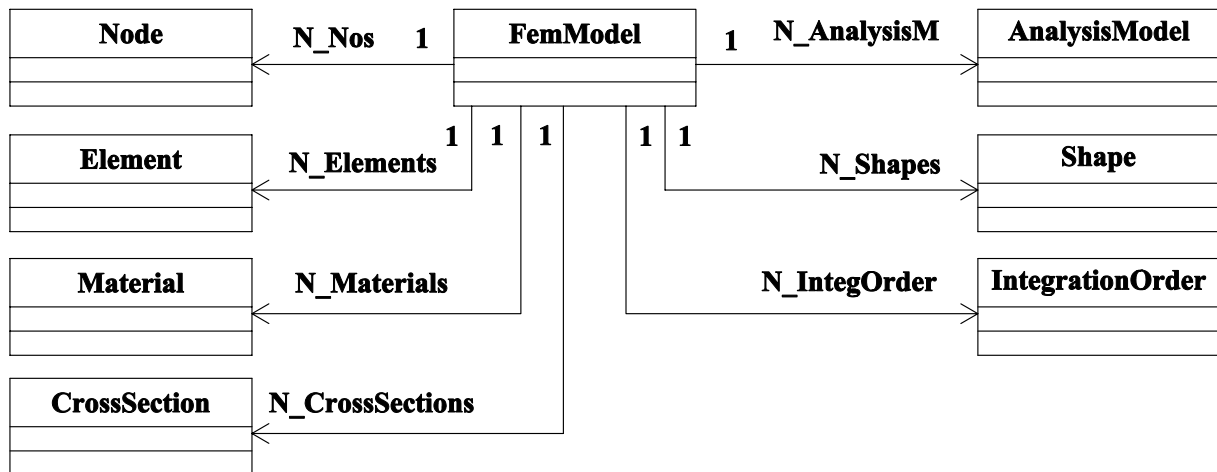 Node
N_Nos 1
FemModel
1 N_AnalysisM
AnalysisModel
Element
N_Elements
1 1 1
1 1
N_Shapes
Shape
Material
N_Materials
N_IntegOrder
IntegrationOrder
CrossSection
N_CrossSections